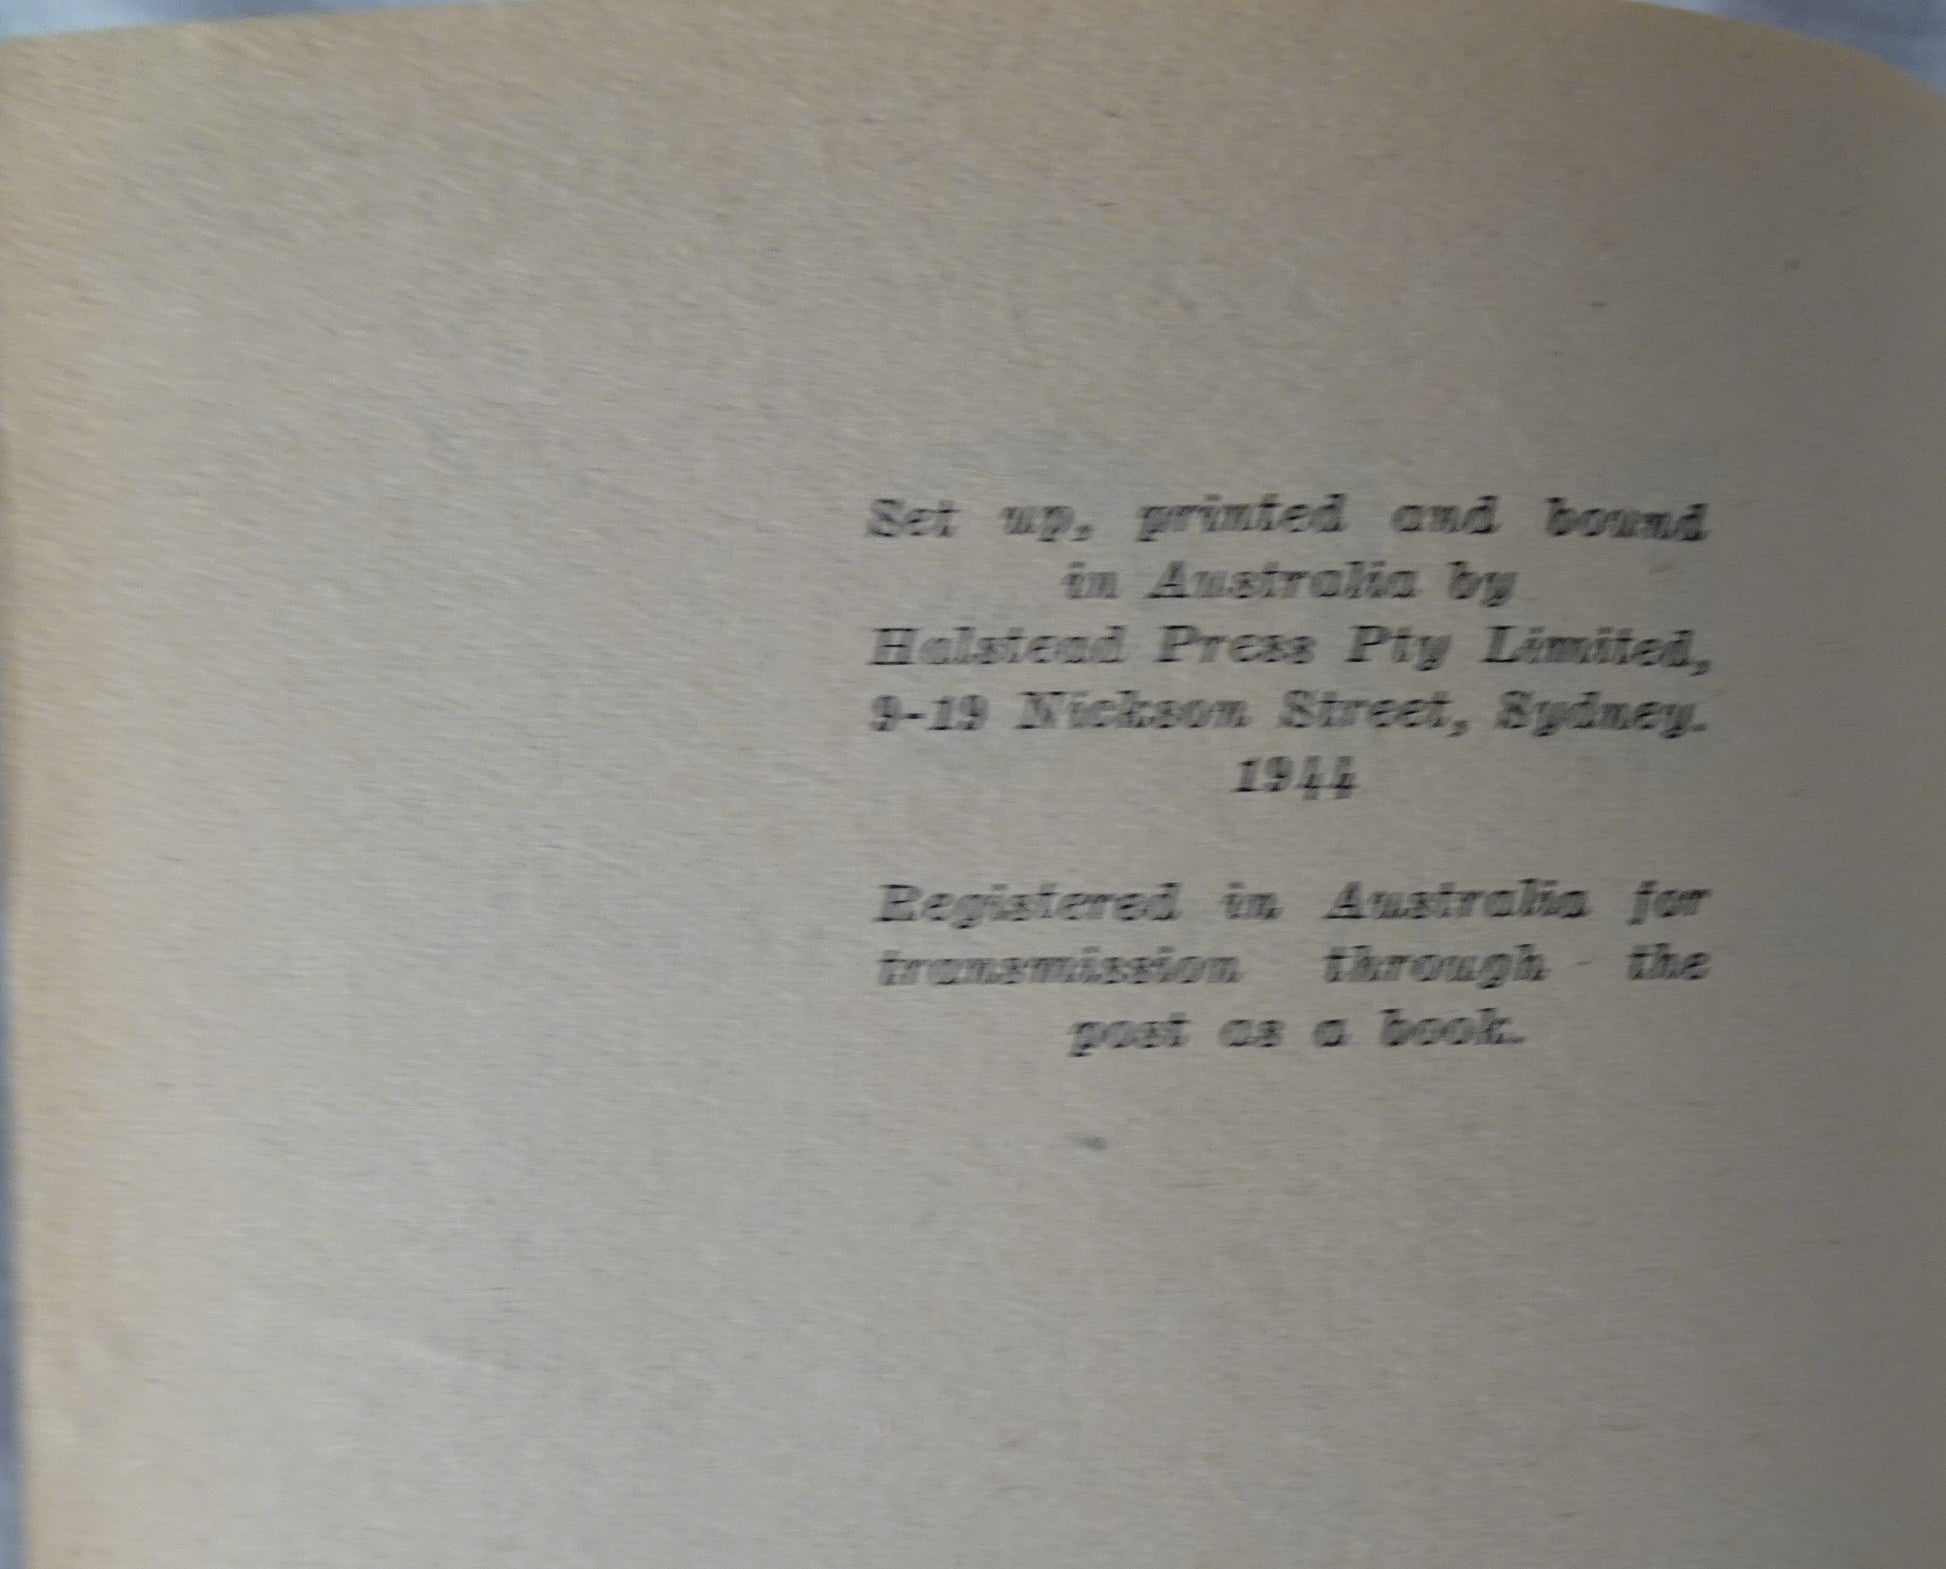 Set up, printed and bound
in Australia by
Halstead Press Pty Limited,
9-19 Nickson Street, Sydney.
1944
Registered in Australia for
transmission through the
post as a book.